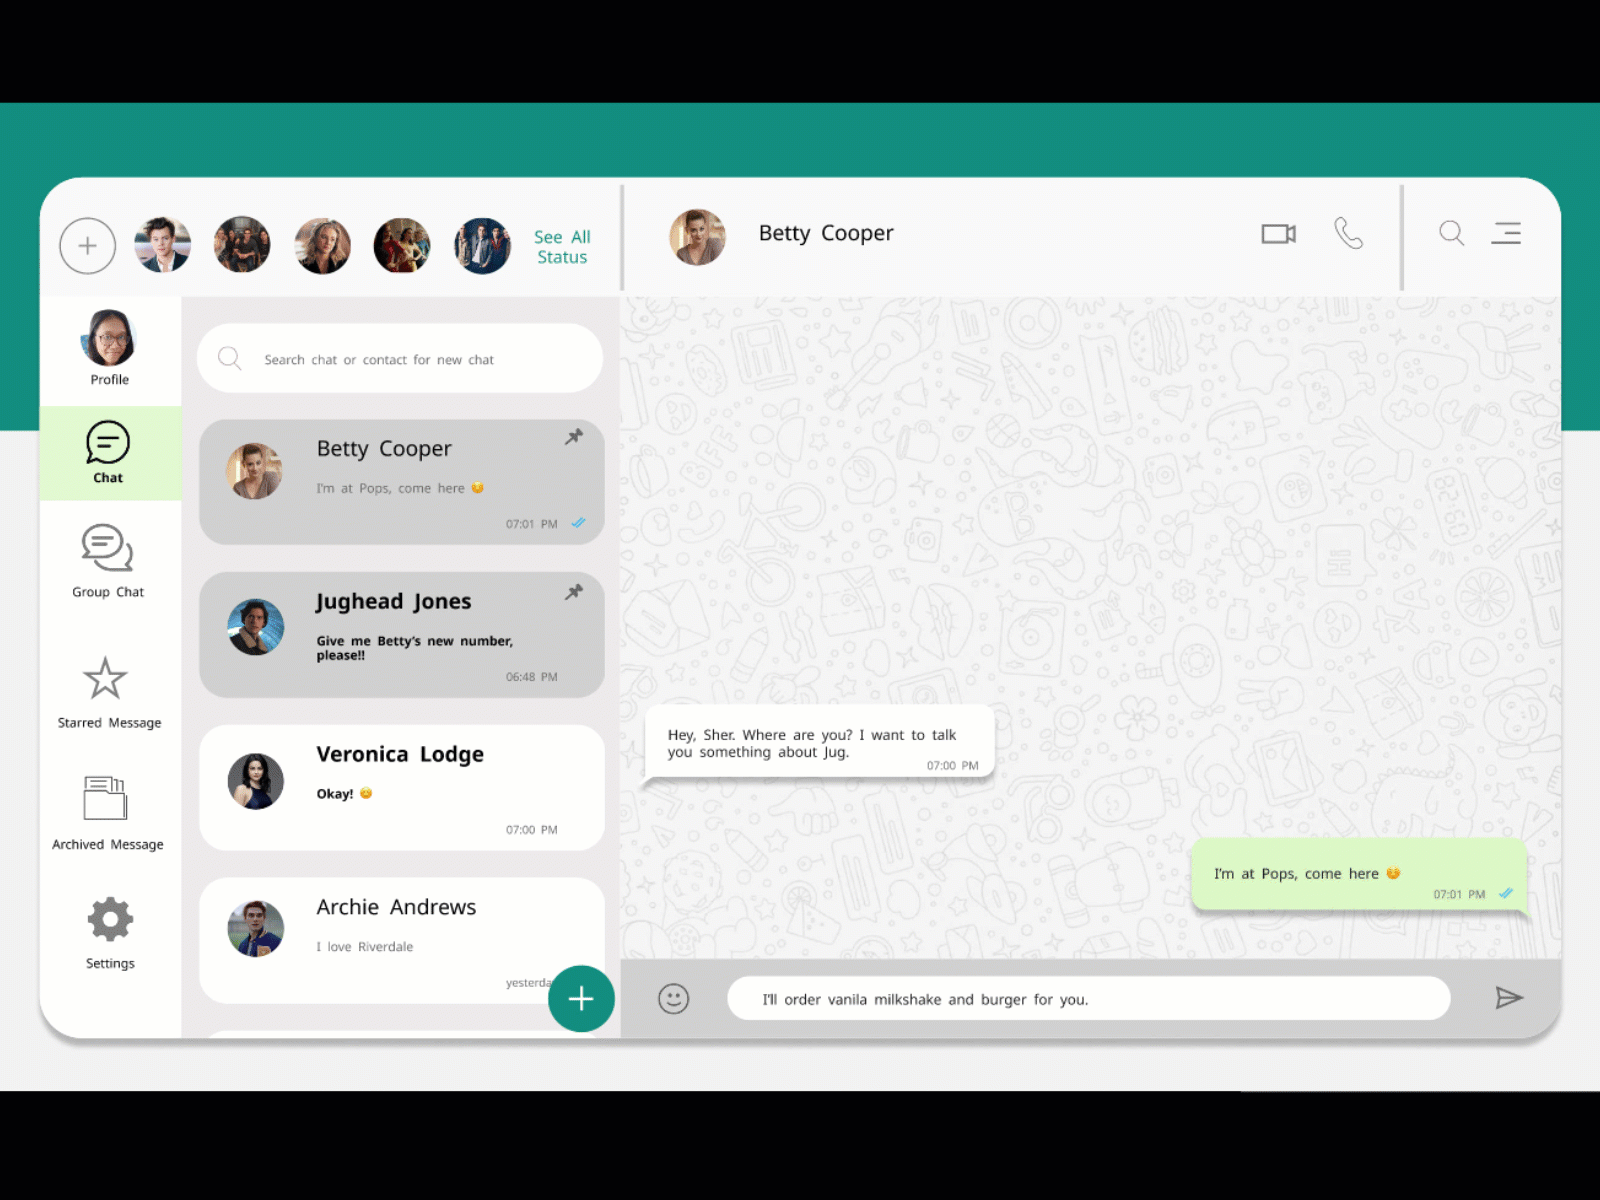 See All
Status
Betty Cooper
Profile
Chat
Group Chat
Starred Message
Archived Message
Settings
Search chat or contact for new chat
Betty Cooper
I'm at Pops, come here 😊
07:01 PM
Jughead Jones
Give me Betty's new number,
please!!
06:48 PM
Veronica Lodge
Okay! 😊
07:00 PM
Archie Andrews
I love Riverdale
yesterda
Hey, Sher. Where are you? I want to talk
you something about Jug.
07:00 PM
I'm at Pops, come here 😊
07:01 PM
I'll order vanila milkshake and burger for you.